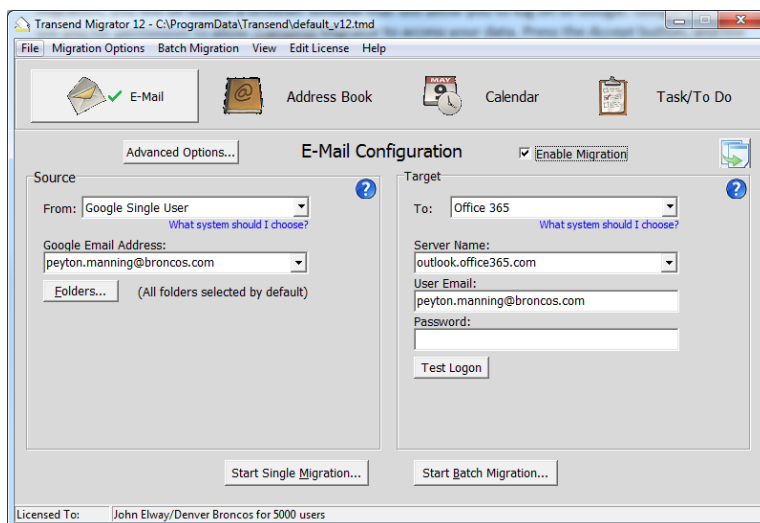 Transend Migrator 12 - C:\ProgramData\Transend\default_v12.tmd
File Migration Options Batch Migration View Edit License Help
E-Mail Address Book MAY 9 Calendar Task/To Do
Advanced Options... E-Mail Configuration Enable Migration
Source Target
From: Google Single User To: Office 365
What system should I choose? What system should I choose?
Google Email Address: Server Name:
peyton.manning@broncos.com outlook.office365.com
Folders... (All folders selected by default) User Email:
peyton.manning@broncos.com
Password:
Test Logon
Start Single Migration... Start Batch Migration...
Licensed To: John Elway/Denver Broncos for 5000 users